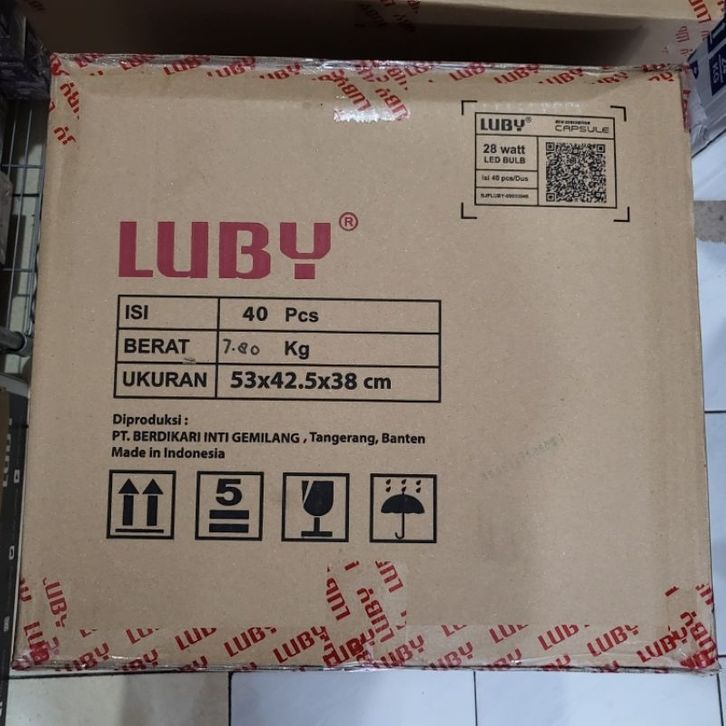 LUBY®
CAPSULE
28 watt
LED BULB
Isi 40 pcs/Dus
LUBY®
ISI 40 Pcs
BERAT 7.80 Kg
UKURAN 53x42.5x38 cm
Diproduksi :
PT. BERDIKARI INTI GEMILANG , Tangerang, Banten
Made in Indonesia
5
LUBY